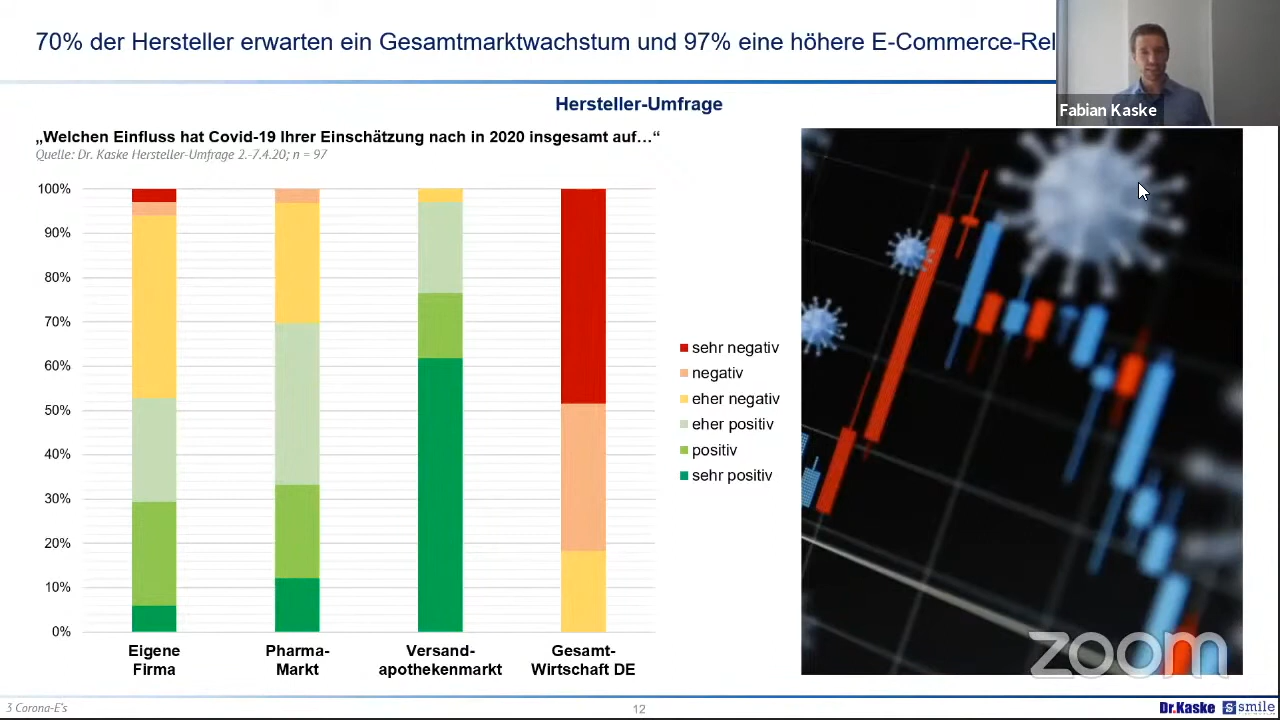 70% der Hersteller erwarten ein Gesamtmarktwachstum und 97% eine höhere E-Commerce-Rel
Fabian Kaske
Hersteller-Umfrage
„Welchen Einfluss hat Covid-19 Ihrer Einschätzung nach in 2020 insgesamt auf…“
Quelle: Dr. Kaske Hersteller-Umfrage 2.-7.4.20; n = 97
100%
90%
80%
70%
60%
50%
40%
30%
20%
10%
0%
sehr negativ
negativ
eher negativ
eher positiv
positiv
sehr positiv
Eigene
Firma
Pharma-
Markt
Versand-
apothekenmarkt
Gesamt-
Wirtschaft DE
zoom
3 Corona-E's
12
Dr.Kaske
S smile